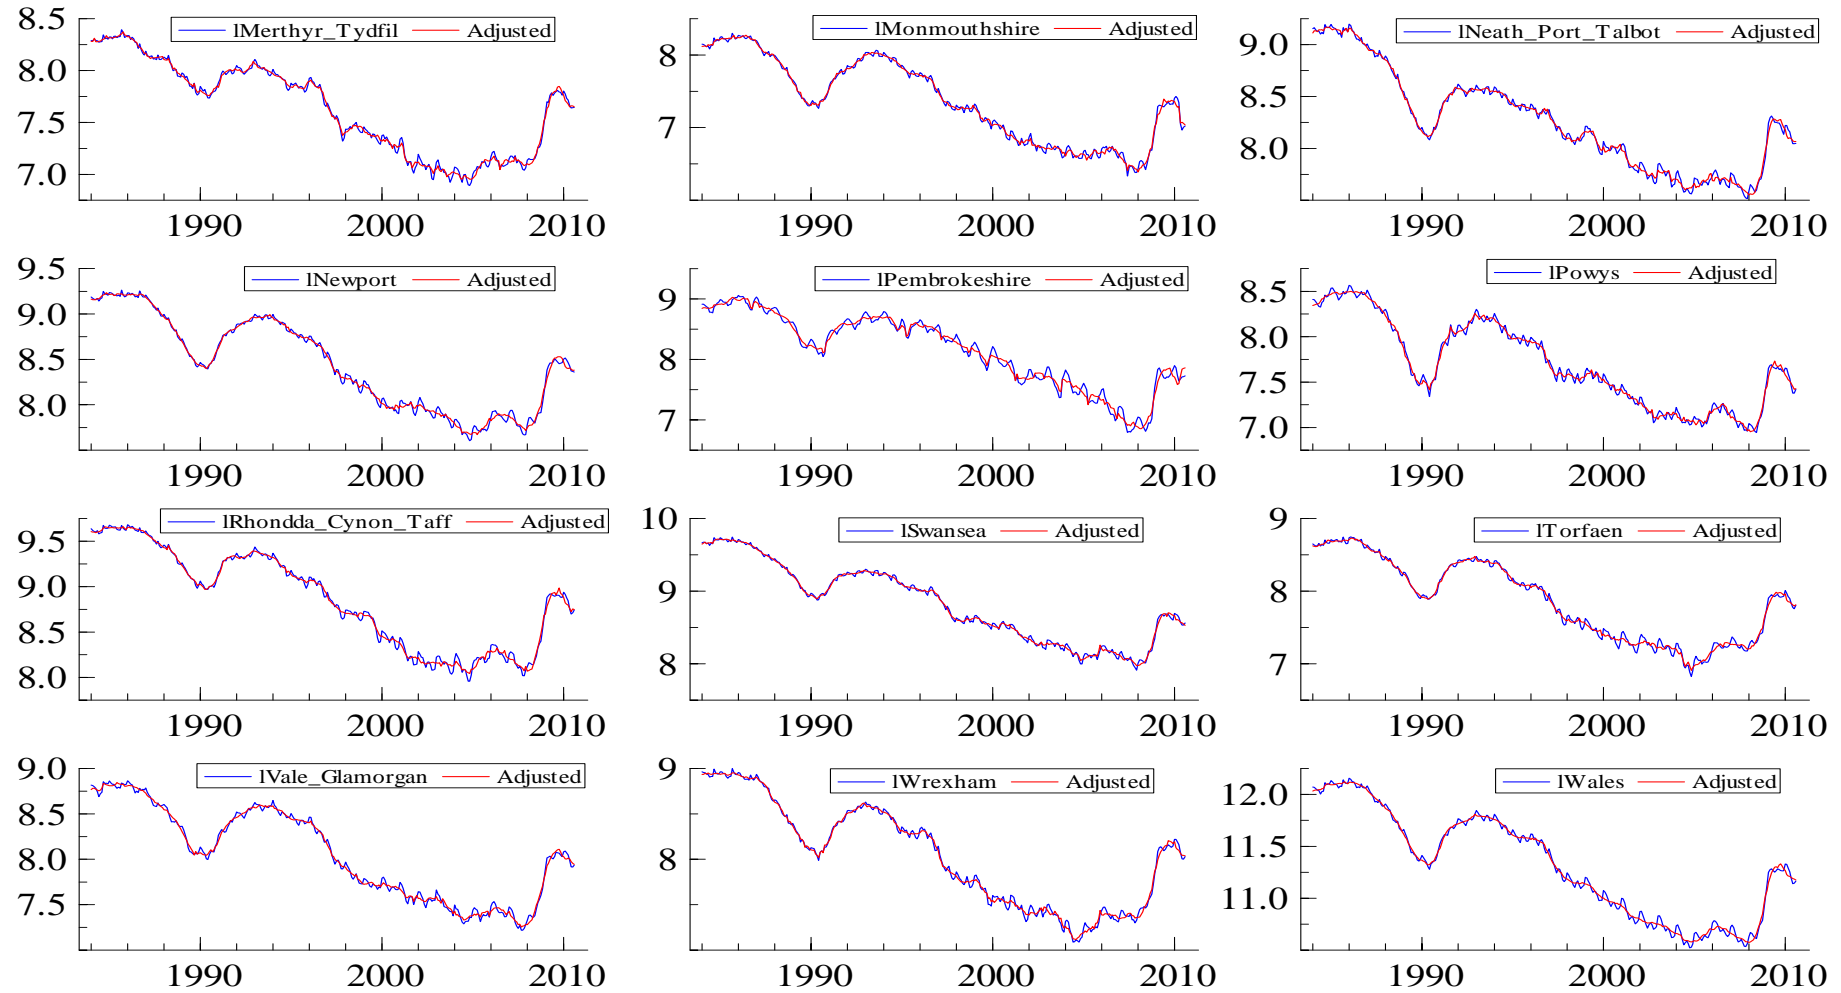 8.5 lMerthyr_Tydfil Adjusted
8.0
7.5
7.0
1990 2000 2010
lMonmouthshire Adjusted
8
7
1990 2000 2010
lNeath_Port_Talbot Adjusted
9.0
8.5
8.0
1990 2000 2010
9.5 lNewport Adjusted
9.0
8.5
8.0
1990 2000 2010
lPembrokeshire Adjusted
9
8
7
1990 2000 2010
lPowys Adjusted
8.5
8.0
7.5
7.0
1990 2000 2010
lRhondda_Cynon_Taff Adjusted
9.5
9.0
8.5
8.0
1990 2000 2010
10 lSwansea Adjusted
9
8
1990 2000 2010
9 lTorfaen Adjusted
8
7
1990 2000 2010
9.0 lVale_Glamorgan Adjusted
8.5
8.0
7.5
1990 2000 2010
9 lWrexham Adjusted
8
1990 2000 2010
lWales Adjusted
12.0
11.5
11.0
1990 2000 2010